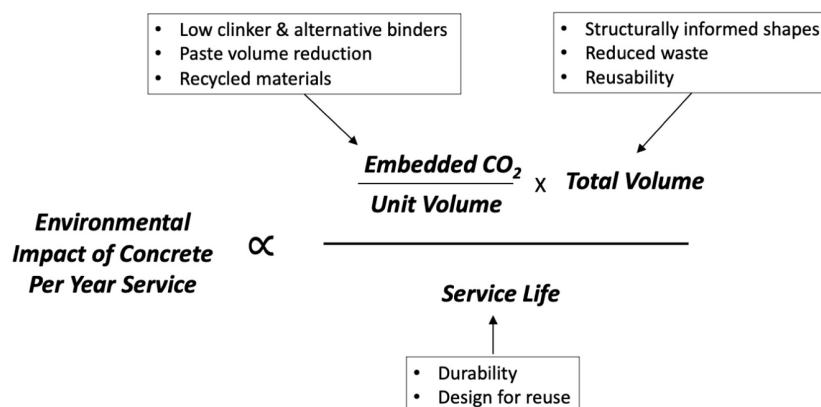 • Low clinker & alternative binders
• Paste volume reduction
• Recycled materials
• Structurally informed shapes
• Reduced waste
• Reusability
Embedded CO₂
Unit Volume
x Total Volume
Environmental
Impact of Concrete
Per Year Service
∝
Service Life
• Durability
• Design for reuse